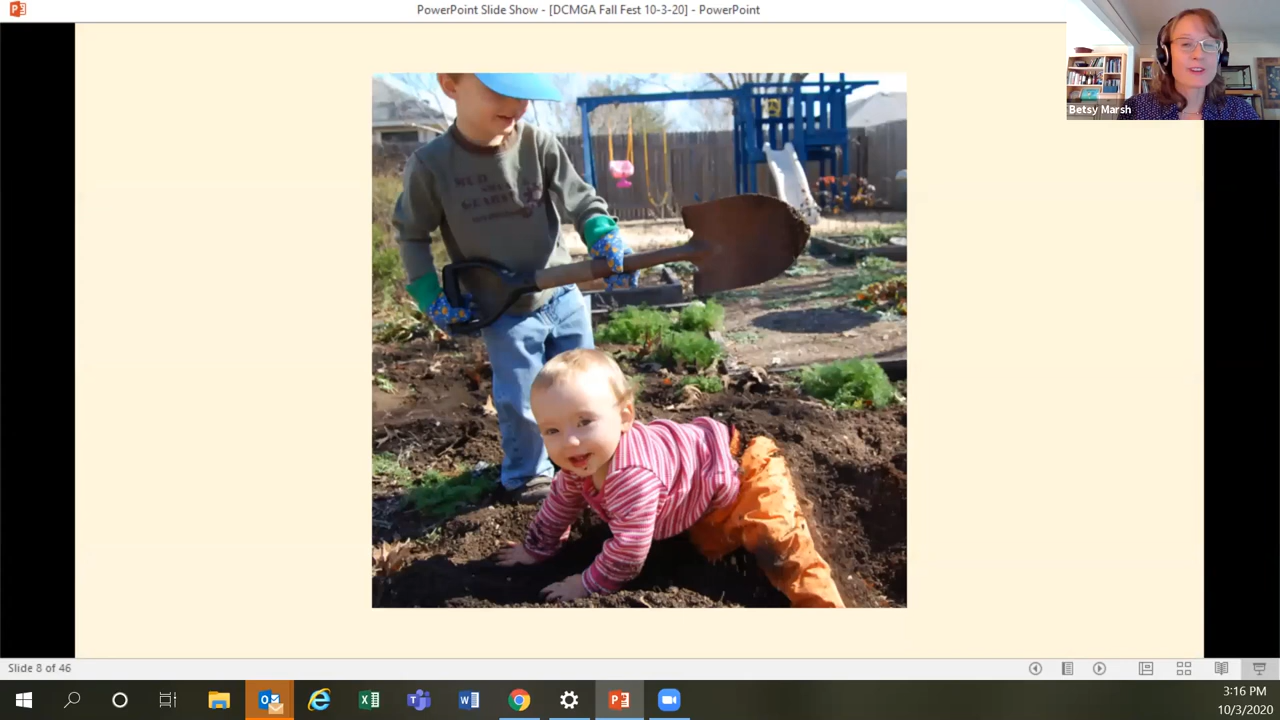 PowerPoint Slide Show - [DCMGA Fall Fest 10-3-20] - PowerPoint
Betsy Marsh
Slide 8 of 46
3:16 PM
10/3/2020